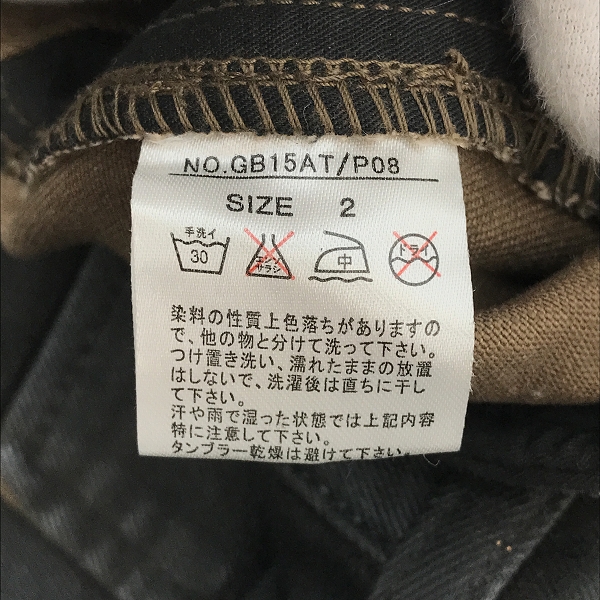 NO.GB15AT/P08
SIZE 2
手洗イ
30 エンソ サラシ 中 ドライ
染料の性質上色落ちがありますの
で、他の物と分けて洗って下さい。
つけ置き洗い、濡れたままの放置
はしないで、洗濯後は直ちに干し
て下さい。
汗や雨で湿った状態では上記内容
特に注意して下さい。
タンブラー乾燥は避けて下さい。